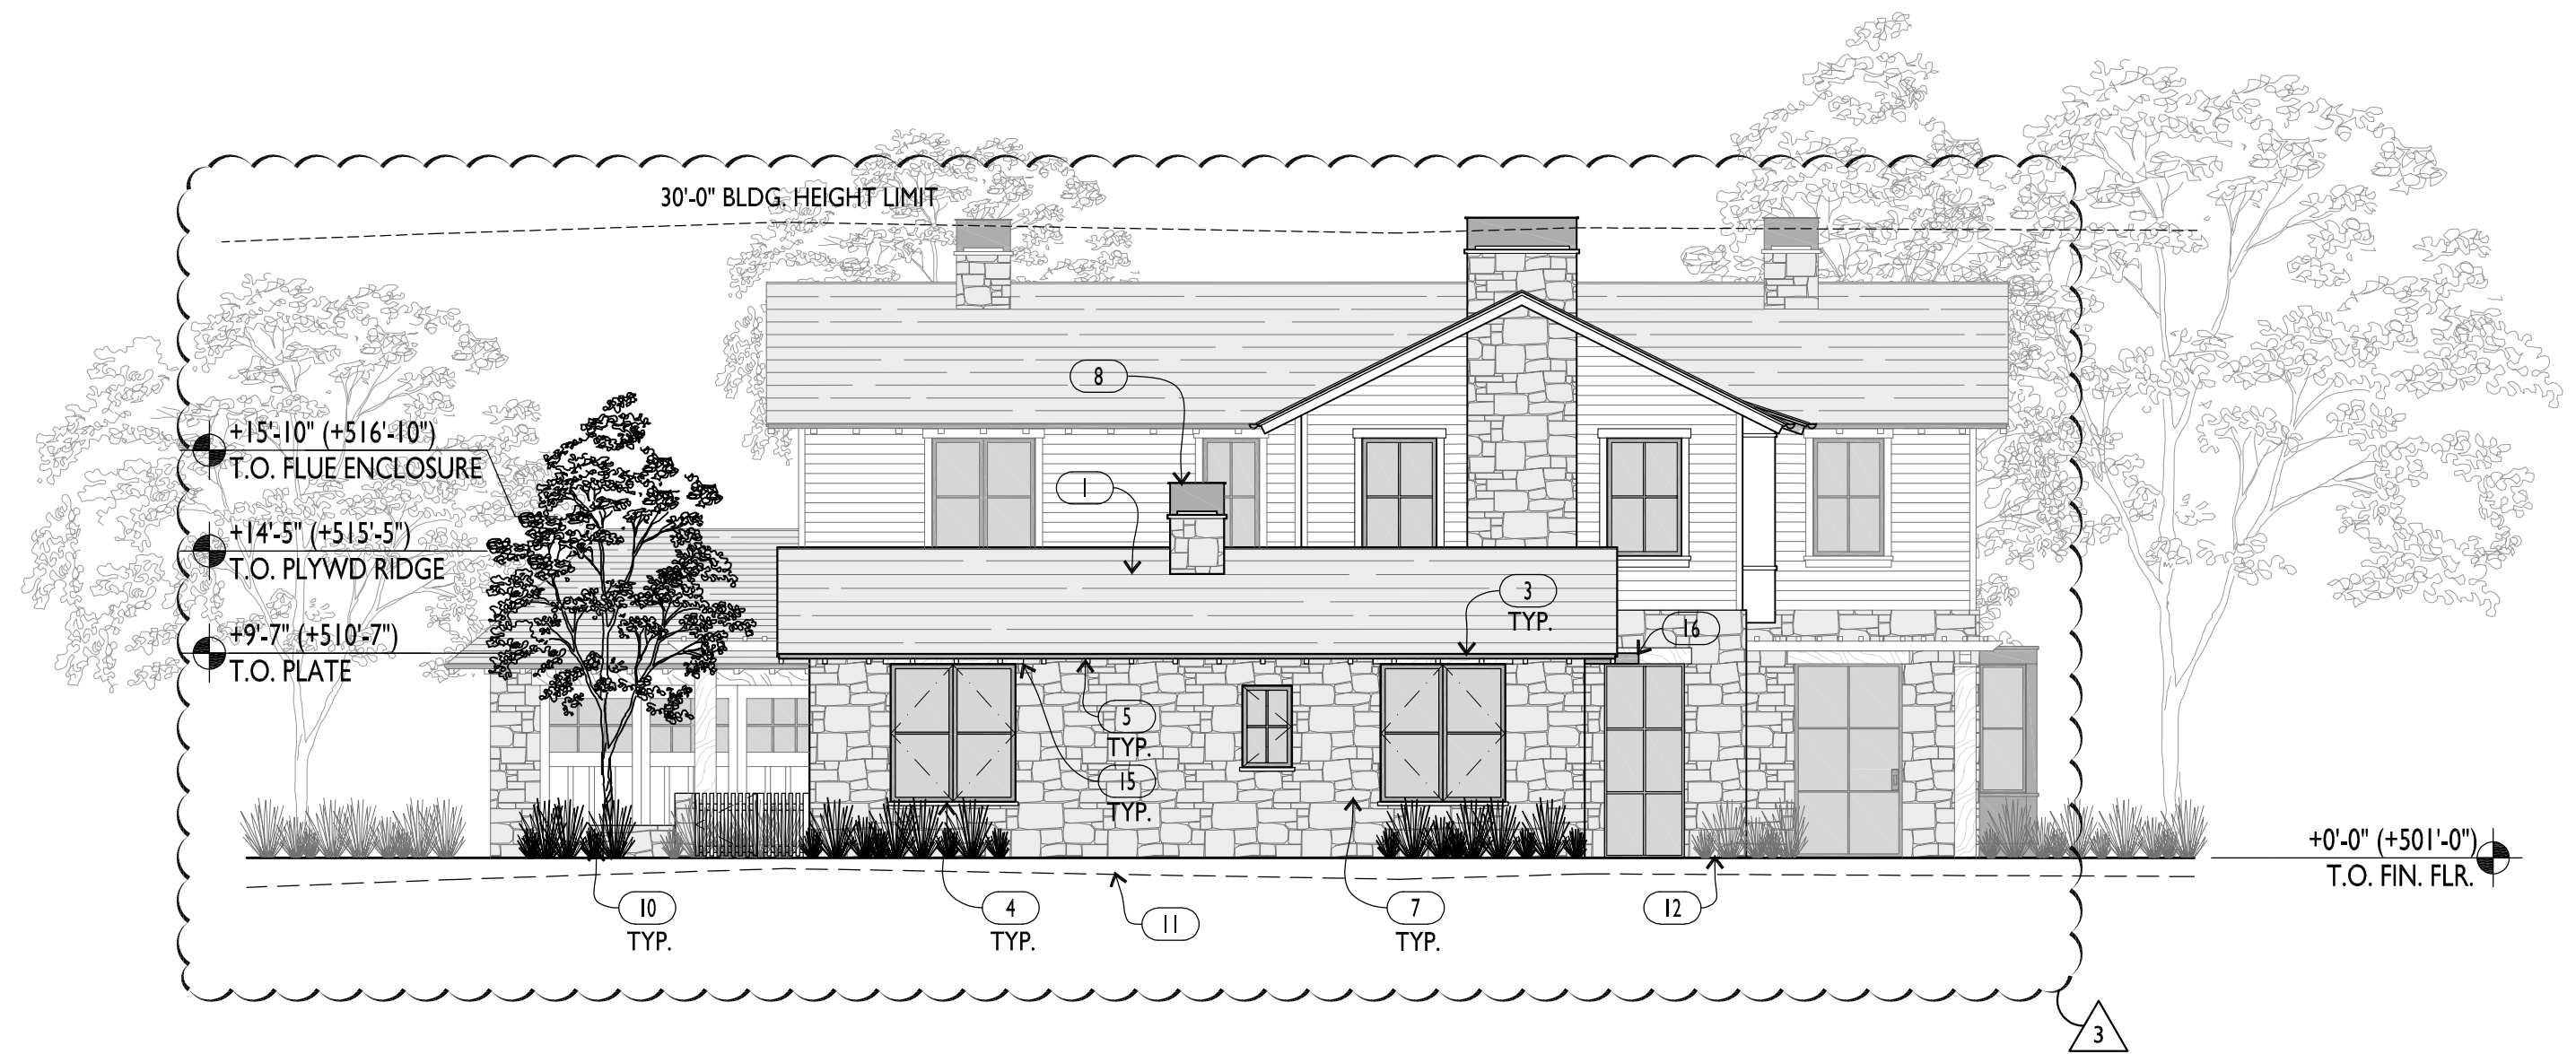 30'-0" BLDG. HEIGHT LIMIT
8
+15'-10" (+516'-10")
T.O. FLUE ENCLOSURE
1
+14'-5" (+515'-5")
T.O. PLYWD RIDGE
3
TYP.
16
+9'-7" (+510'-7")
T.O. PLATE
5
TYP.
15
TYP.
+0'-0" (+501'-0")
T.O. FIN. FLR.
10
TYP.
4
TYP.
11
7
TYP.
12
3